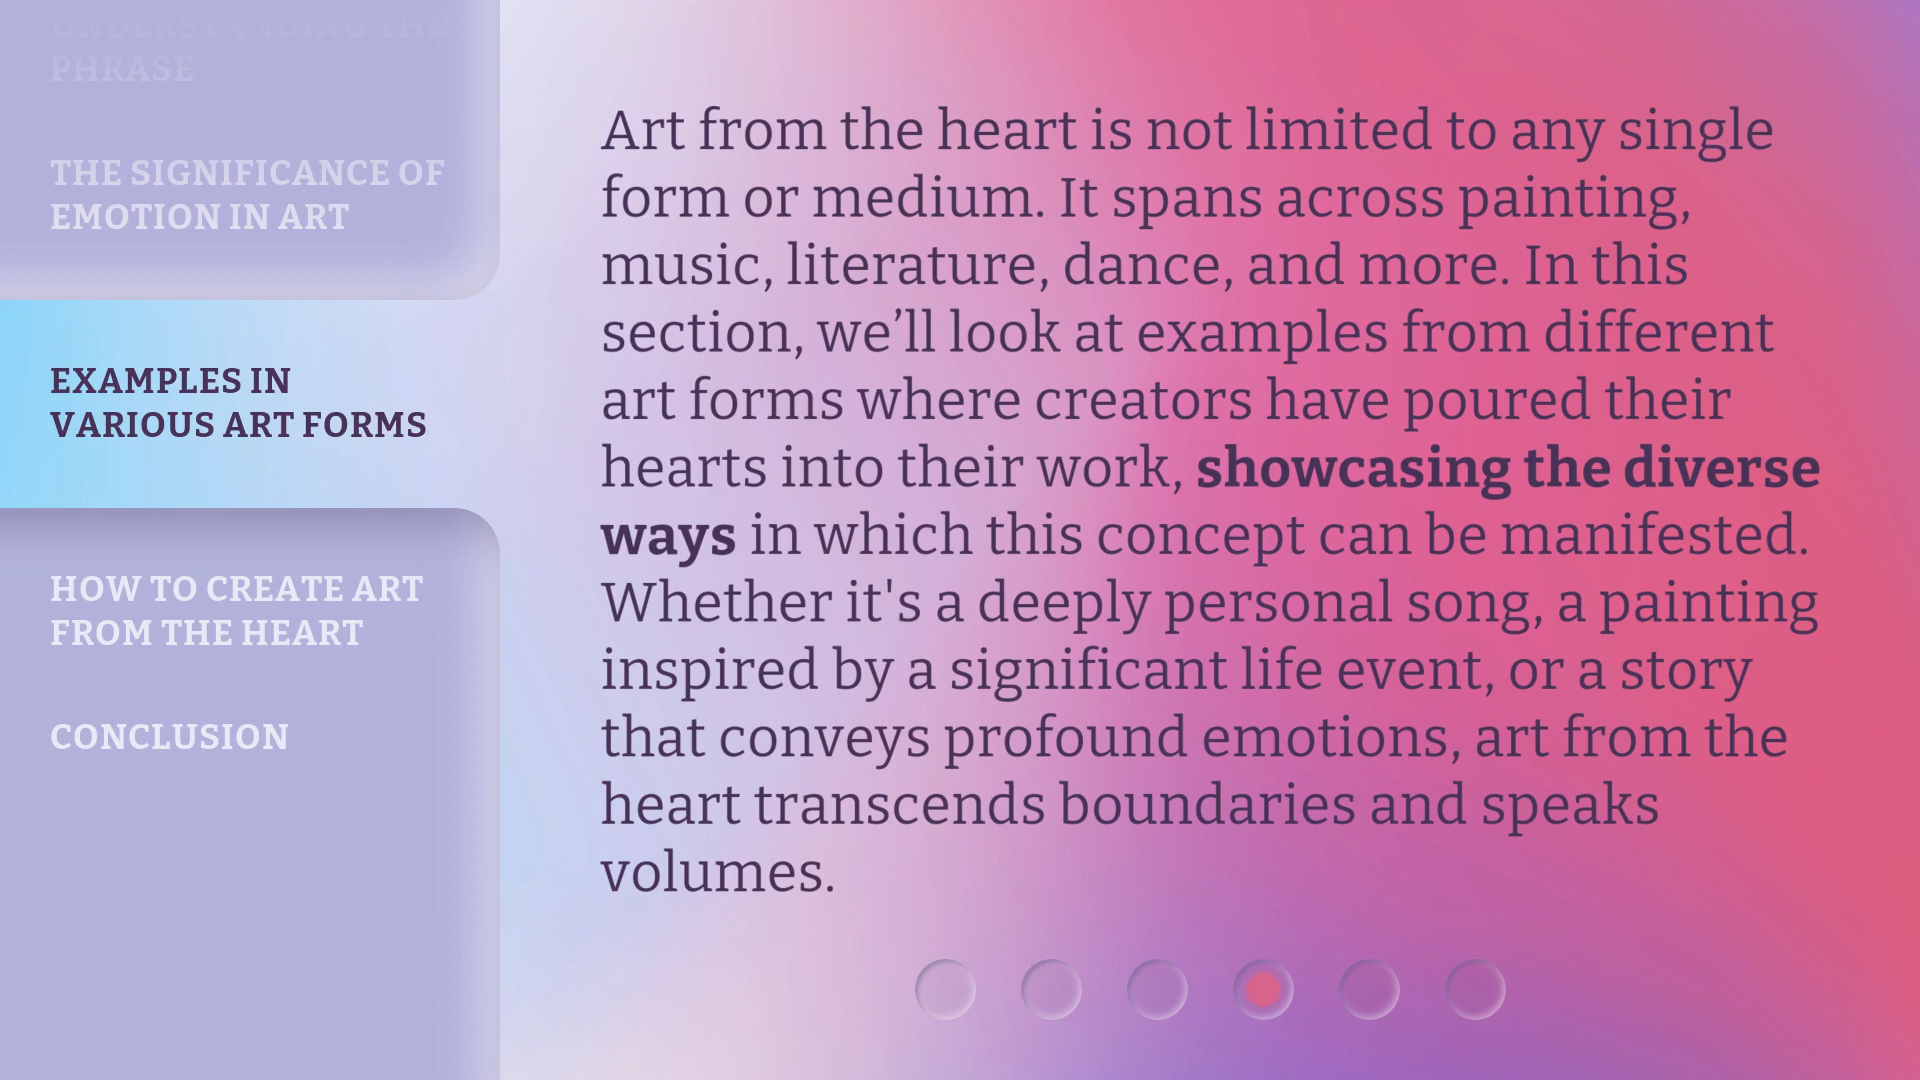 UNDERSTANDING THE
PHRASE
THE SIGNIFICANCE OF
EMOTION IN ART
EXAMPLES IN
VARIOUS ART FORMS
HOW TO CREATE ART
FROM THE HEART
CONCLUSION
Art from the heart is not limited to any single
form or medium. It spans across painting,
music, literature, dance, and more. In this
section, we’ll look at examples from different
art forms where creators have poured their
hearts into their work, showcasing the diverse
ways in which this concept can be manifested.
Whether it's a deeply personal song, a painting
inspired by a significant life event, or a story
that conveys profound emotions, art from the
heart transcends boundaries and speaks
volumes.